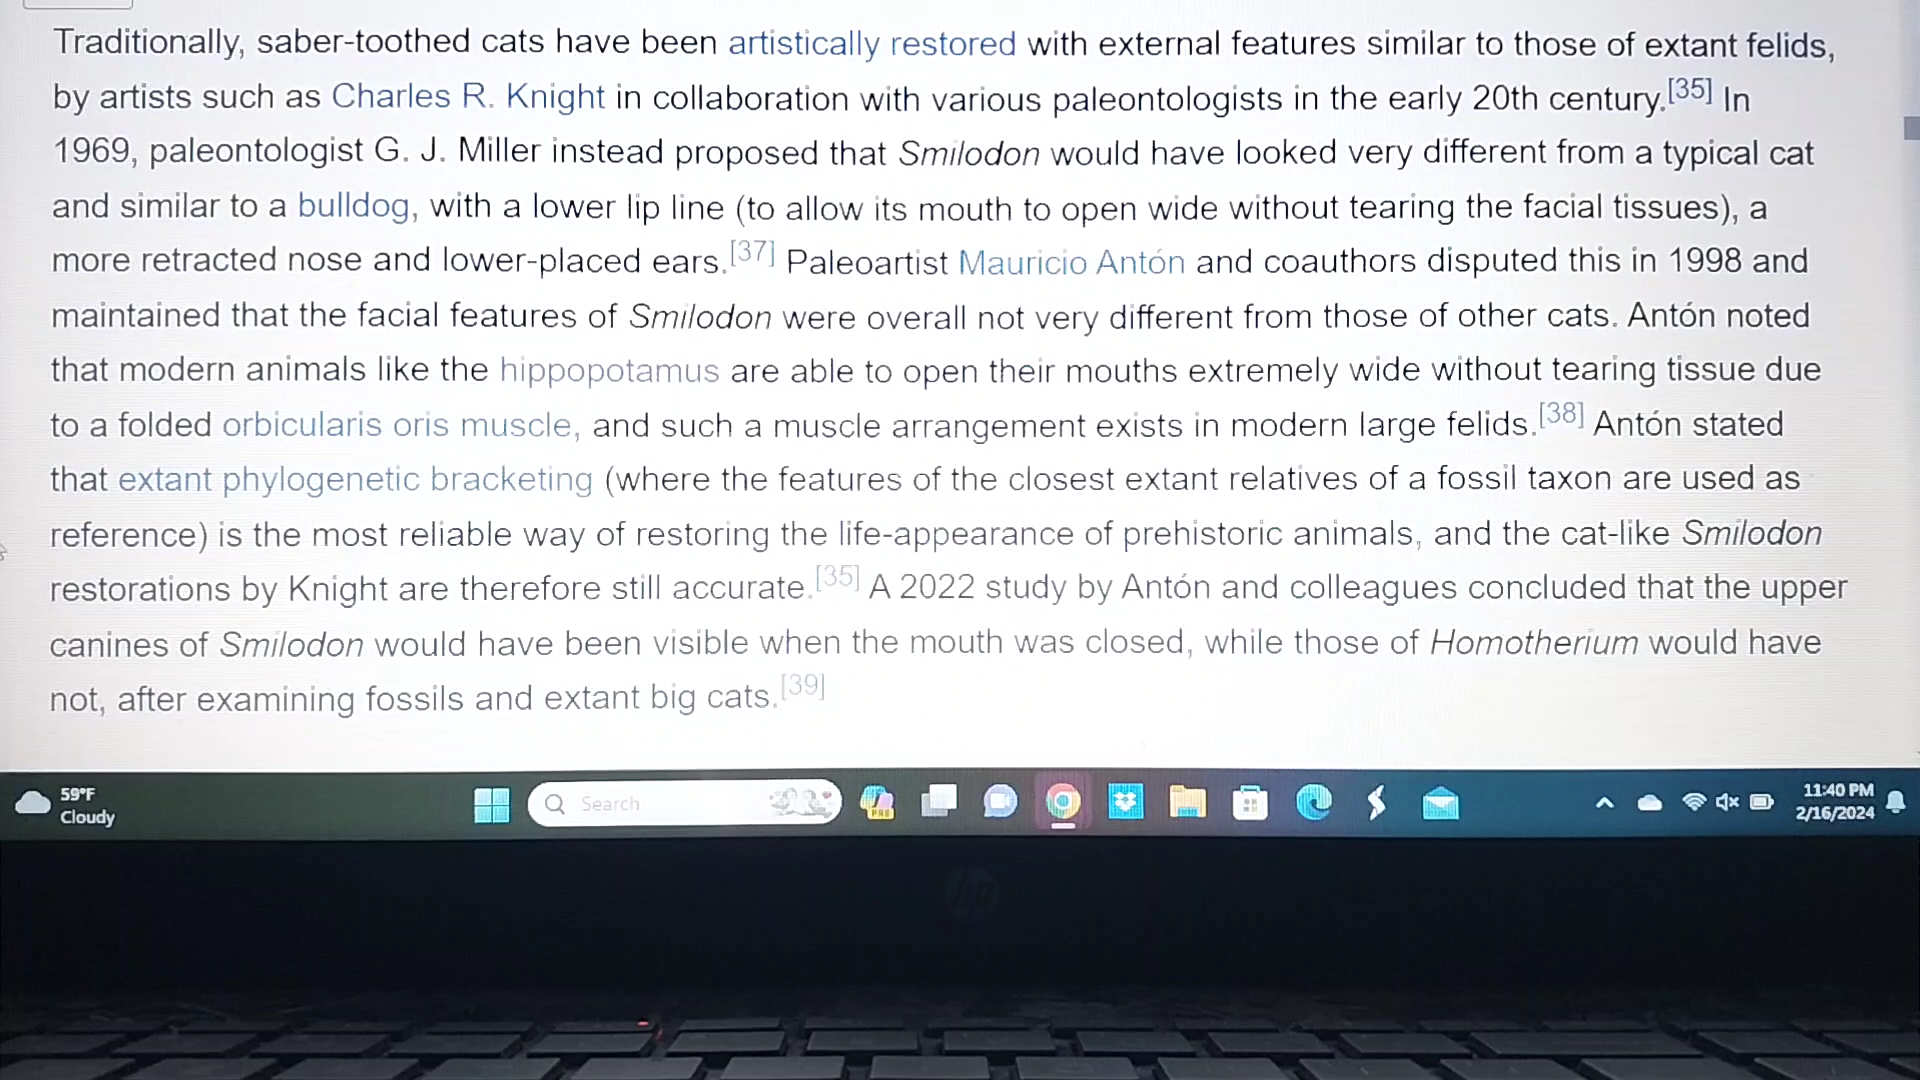 Traditionally, saber-toothed cats have been artistically restored with external features similar to those of extant felids,
by artists such as Charles R. Knight in collaboration with various paleontologists in the early 20th century.[35] In
1969, paleontologist G. J. Miller instead proposed that Smilodon would have looked very different from a typical cat
and similar to a bulldog, with a lower lip line (to allow its mouth to open wide without tearing the facial tissues), a
more retracted nose and lower-placed ears.[37] Paleoartist Mauricio Antón and coauthors disputed this in 1998 and
maintained that the facial features of Smilodon were overall not very different from those of other cats. Antón noted
that modern animals like the hippopotamus are able to open their mouths extremely wide without tearing tissue due
to a folded orbicularis oris muscle, and such a muscle arrangement exists in modern large felids.[38] Antón stated
that extant phylogenetic bracketing (where the features of the closest extant relatives of a fossil taxon are used as
reference) is the most reliable way of restoring the life-appearance of prehistoric animals, and the cat-like Smilodon
restorations by Knight are therefore still accurate.[35] A 2022 study by Antón and colleagues concluded that the upper
canines of Smilodon would have been visible when the mouth was closed, while those of Homotherium would have
not, after examining fossils and extant big cats.[39]
59°F
Cloudy
Search
PRE
11:40 PM
2/16/2024
hp